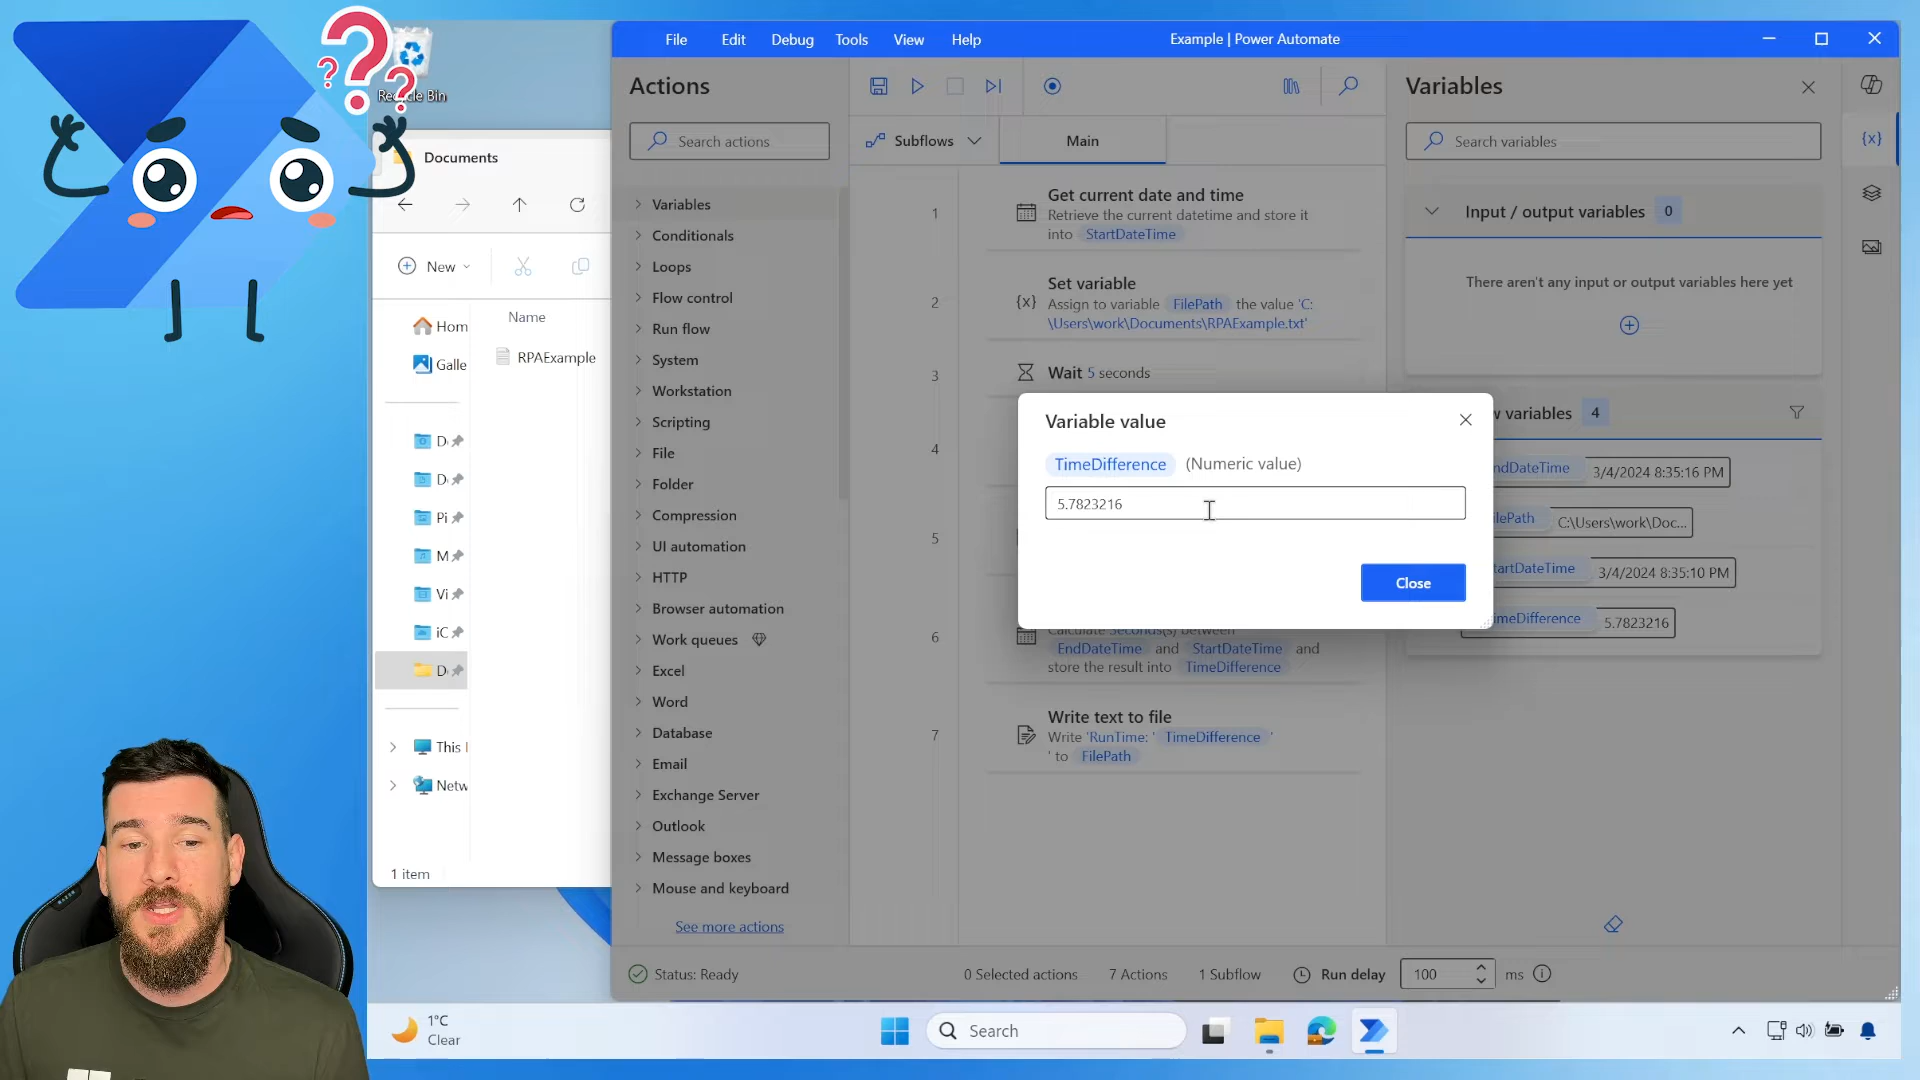 ? ? ?
Recycle Bin
Documents
New
Name
Hom
RPAExample
Galle
D
D
Pi
M
Vi
iC
D
This
Netw
1 item
File Edit Debug Tools View Help
Example | Power Automate
Actions
Search actions
Variables
Conditionals
Loops
Flow control
Run flow
System
Workstation
Scripting
File
Folder
Compression
UI automation
HTTP
Browser automation
Work queues
Excel
Word
Database
Email
Exchange Server
Outlook
Message boxes
Mouse and keyboard
See more actions
Subflows
Main
1
Get current date and time
Retrieve the current datetime and store it
into StartDateTime
2
Set variable
{x}
Assign to variable FilePath the value 'C:
\Users\work\Documents\RPAExample.txt'
3
Wait 5 seconds
4
5
6
Calculate Seconds(s) between
EndDateTime and StartDateTime and
store the result into TimeDifference
7
Write text to file
Write 'RunTime: ' TimeDifference '
' to FilePath
Variable value
TimeDifference (Numeric value)
5.7823216
Close
Variables
Search variables
{x}
Input / output variables 0
There aren't any input or output variables here yet
w variables 4
ndDateTime 3/4/2024 8:35:16 PM
ilePath C:\Users\work\Doc...
tartDateTime 3/4/2024 8:35:10 PM
imeDifference 5.7823216
Status: Ready
0 Selected actions
7 Actions
1 Subflow
Run delay
100
ms
1°C
Clear
Search